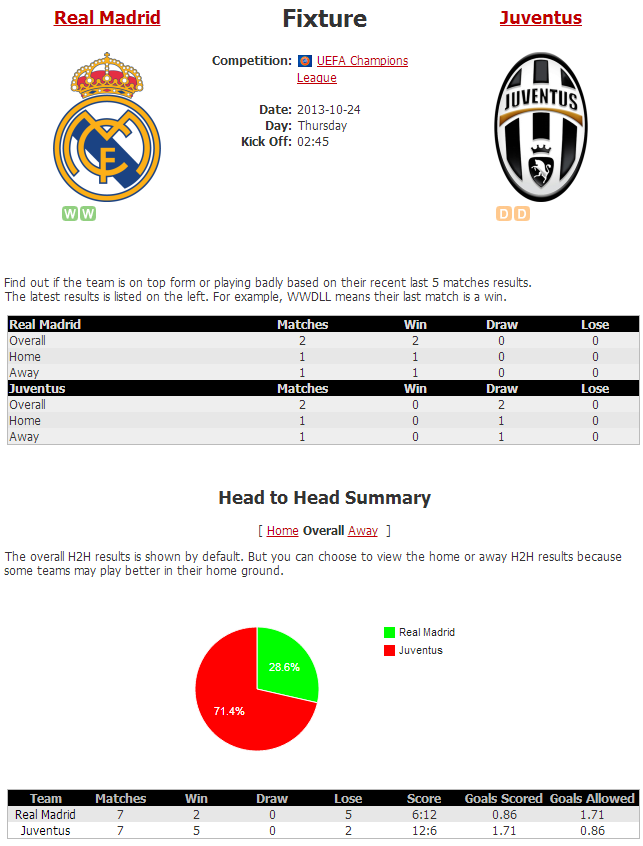 Real Madrid
Fixture
Juventus
Competition: UEFA Champions
League
Date: 2013-10-24
Day: Thursday
Kick Off: 02:45
JUVENTUS
W W
D D
Find out if the team is on top form or playing badly based on their recent last 5 matches results.
The latest results is listed on the left. For example, WWDLL means their last match is a win.
Real Madrid Matches Win Draw Lose
Overall 2 2 0 0
Home 1 1 0 0
Away 1 1 0 0
Juventus Matches Win Draw Lose
Overall 2 0 2 0
Home 1 0 1 0
Away 1 0 1 0
Head to Head Summary
[ Home Overall Away ]
The overall H2H results is shown by default. But you can choose to view the home or away H2H results because
some teams may play better in their home ground.
Real Madrid
Juventus
28.6%
71.4%
Team Matches Win Draw Lose Score Goals Scored Goals Allowed
Real Madrid 7 2 0 5 6:12 0.86 1.71
Juventus 7 5 0 2 12:6 1.71 0.86